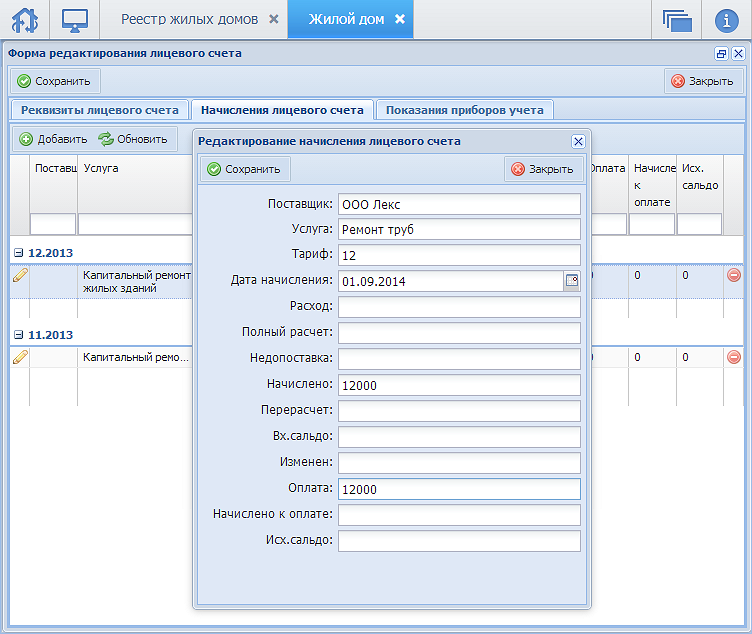 Реестр жилых домов
Жилой дом
Форма редактирования лицевого счета
Сохранить
Закрыть
Реквизиты лицевого счета
Начисления лицевого счета
Показания приборов учета
Добавить
Обновить
Услуга
Оплата
Начисле
к
оплате
Исх.
сальдо
12.2013
Капитальный ремонт
жилых зданий
0
0
11.2013
Капитальный ремо...
0
0
Редактирование начисления лицевого счета
Сохранить
Закрыть
Поставщик: ООО Лекс
Услуга: Ремонт труб
Тариф: 12
Дата начисления: 01.09.2014
Расход:
Полный расчет:
Недопоставка:
Начислено: 12000
Перерасчет:
Вх.сальдо:
Изменен:
Оплата: 12000
Начислено к оплате:
Исх.сальдо: